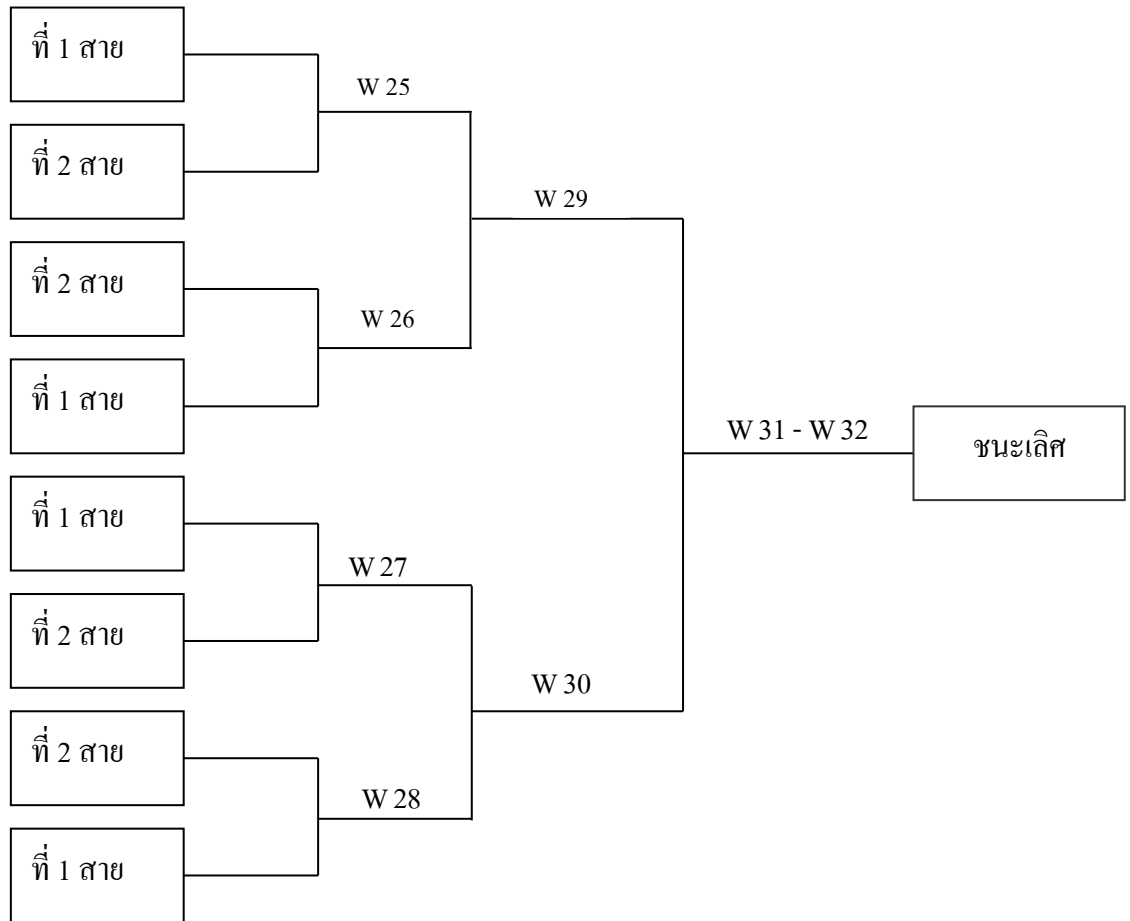 ที่ 1 สาย
W 25
ที่ 2 สาย
W 29
ที่ 2 สาย
W 26
ที่ 1 สาย
W 31 - W 32
ชนะเลิศ
ที่ 1 สาย
W 27
ที่ 2 สาย
W 30
ที่ 2 สาย
W 28
ที่ 1 สาย